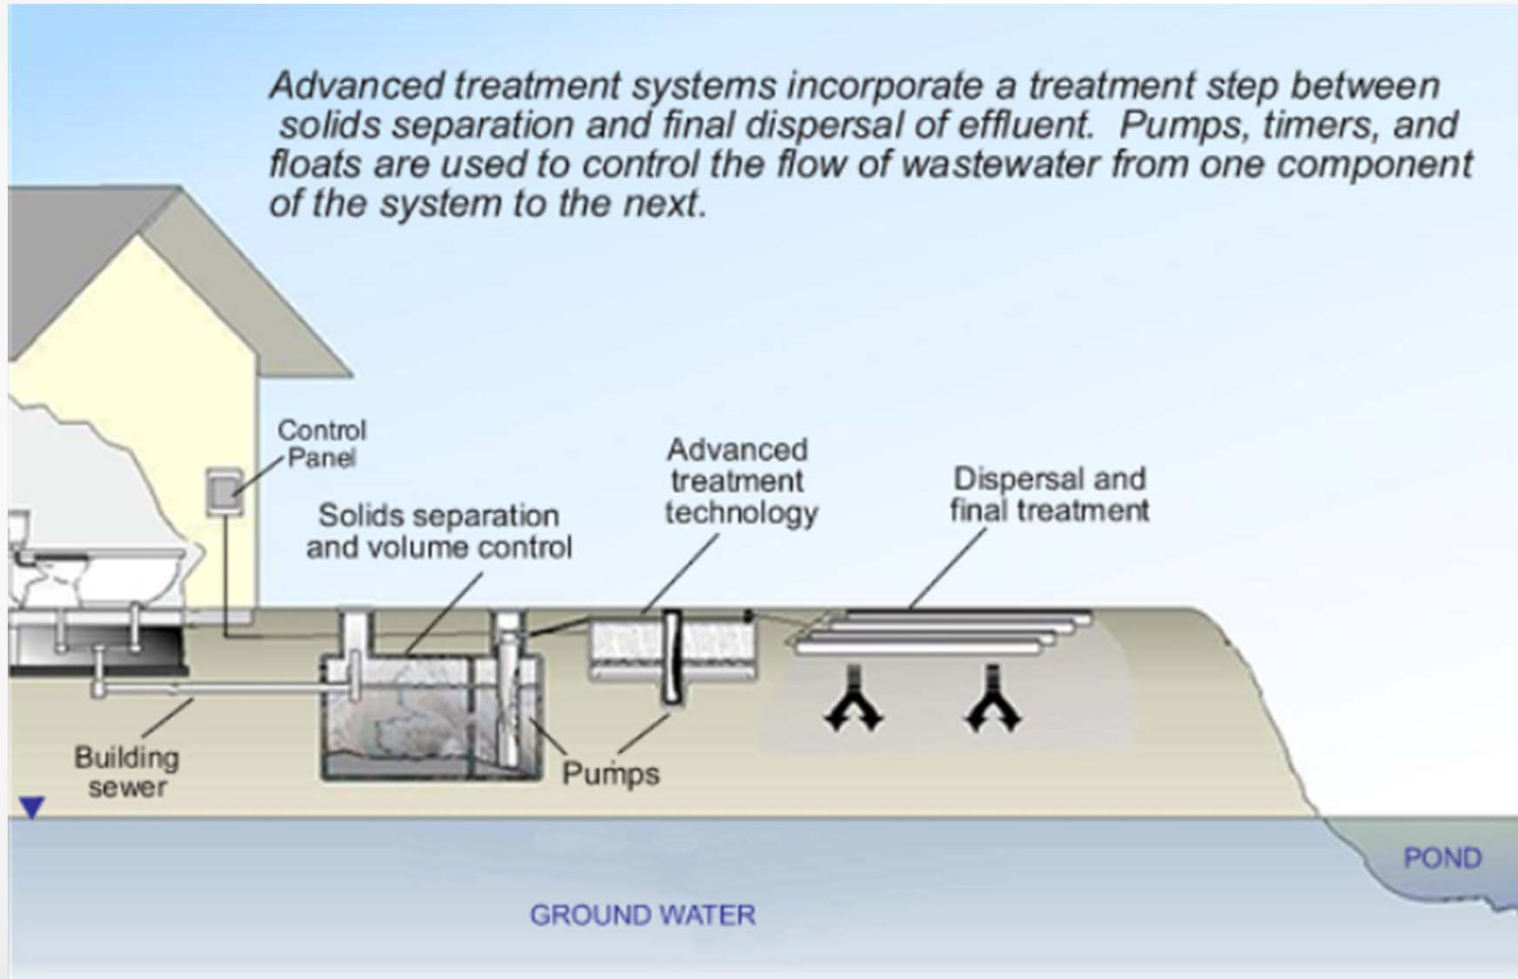 Advanced treatment systems incorporate a treatment step between
solids separation and final dispersal of effluent. Pumps, timers, and
floats are used to control the flow of wastewater from one component
of the system to the next.
Control
Panel
Solids separation
and volume control
Advanced
treatment
technology
Dispersal and
final treatment
Building
sewer
Pumps
POND
GROUND WATER